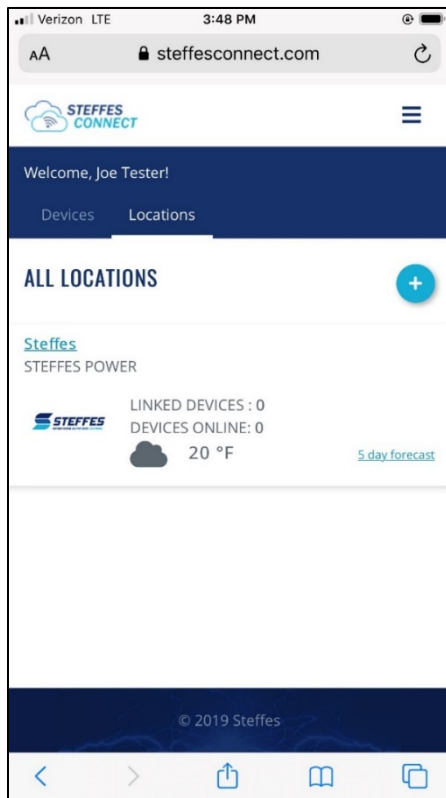 Verizon LTE 3:48 PM
AA steffesconnect.com
STEFFES
CONNECT
Welcome, Joe Tester!
Devices Locations
ALL LOCATIONS
+
Steffes
STEFFES POWER
STEFFES
LINKED DEVICES : 0
DEVICES ONLINE: 0
20 °F
5 day forecast
© 2019 Steffes